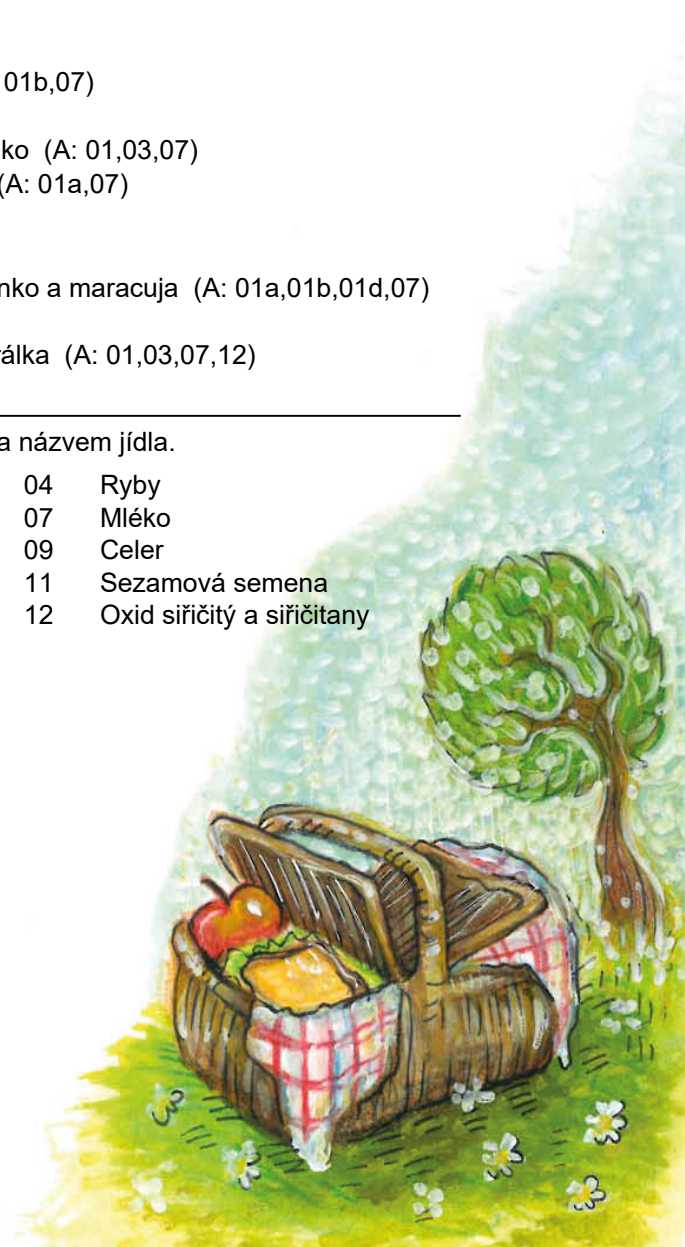 01b,07)
ko (A: 01,03,07)
(A: 01a,07)
nko a maracuja (A: 01a,01b,01d,07)
álka (A: 01,03,07,12)
a názvem jídla.
04 Ryby
07 Mléko
09 Celer
11 Sezamová semena
12 Oxid siřičitý a siřičitany